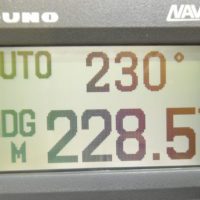 UNO NAV
UTO 230°
DG
M 228.5°